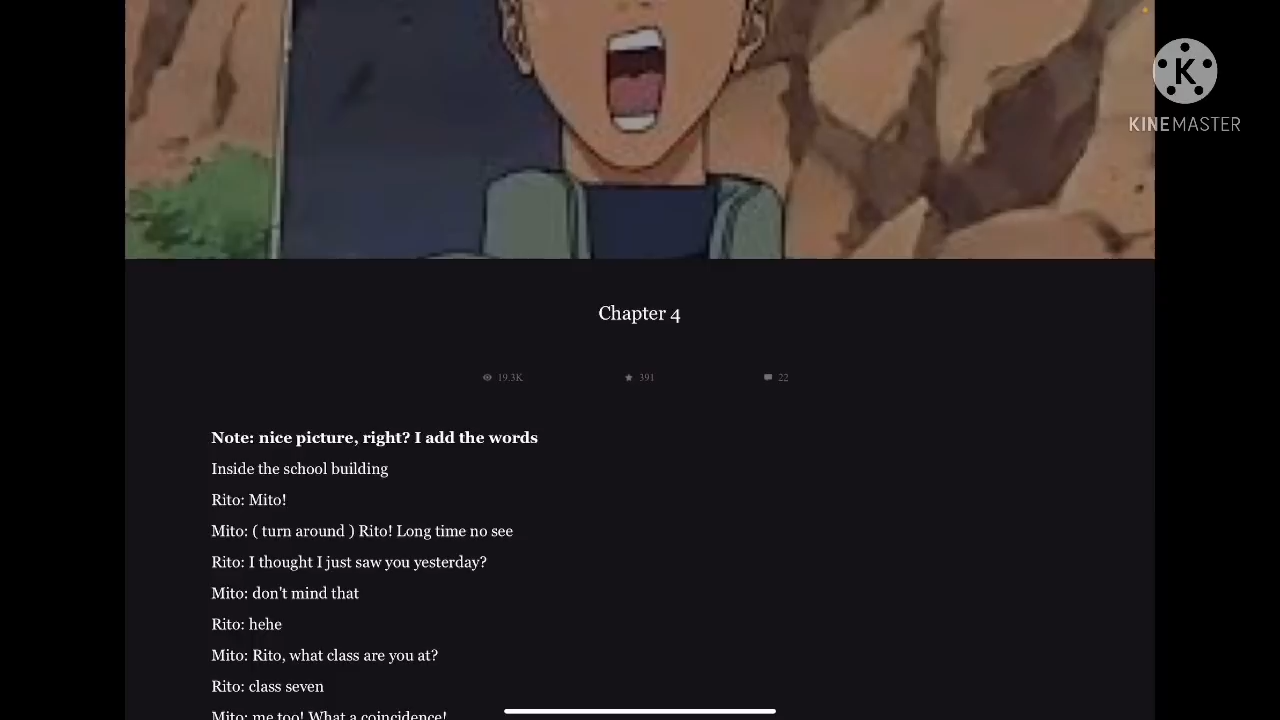 K
KINEMASTER
Chapter 4
19.3K
391
22
Note: nice picture, right? I add the words
Inside the school building
Rito: Mito!
Mito: ( turn around ) Rito! Long time no see
Rito: I thought I just saw you yesterday?
Mito: don't mind that
Rito: hehe
Mito: Rito, what class are you at?
Rito: class seven
Mito: me too! What a coincidence!